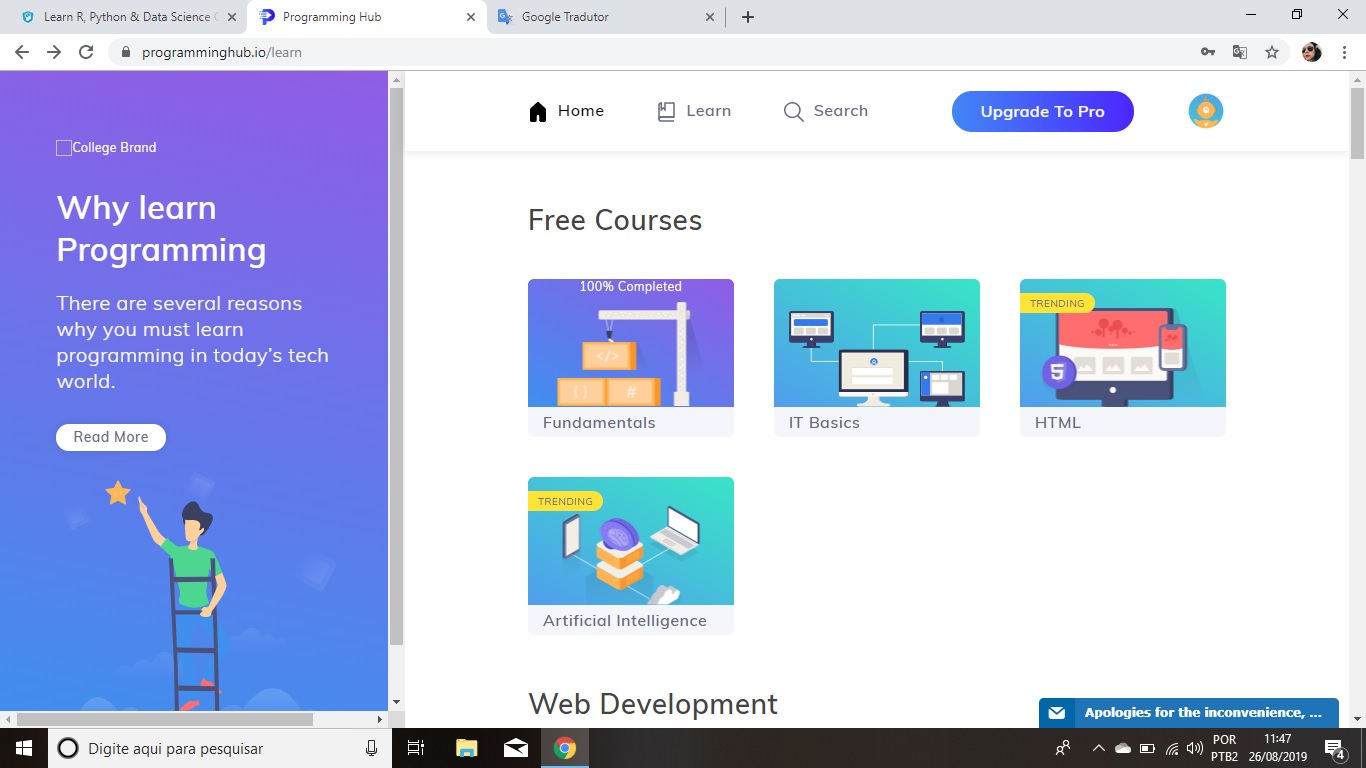 Learn R, Python & Data Science
Programming Hub
Google Tradutor
programminghub.io/learn
College Brand
Why learn
Programming
There are several reasons
why you must learn
programming in today's tech
world.
Read More
Home
Learn
Search
Upgrade To Pro
Free Courses
100% Completed
</>
{ }
#
Fundamentals
IT Basics
TRENDING
5
HTML
TRENDING
Artificial Intelligence
Web Development
Apologies for the inconvenience, ...
Digite aqui para pesquisar
POR
PTB2
11:47
26/08/2019
4